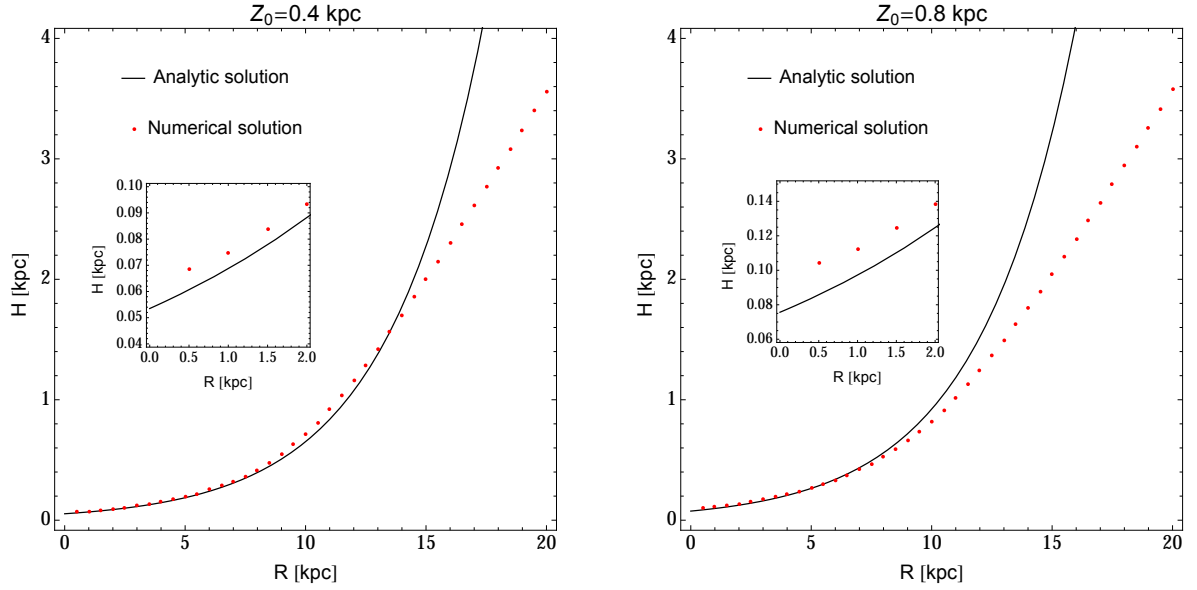 Z0=0.4 kpc
4
3
2
1
0
0 5 10 15 20
H [kpc]
R [kpc]
Analytic solution
Numerical solution
0.10
0.09
0.08
0.07
0.06
0.05
0.04
0.0 0.5 1.0 1.5 2.0
H [kpc]
R [kpc]
Z0=0.8 kpc
4
3
2
1
0
0 5 10 15 20
H [kpc]
R [kpc]
Analytic solution
Numerical solution
0.14
0.12
0.10
0.08
0.06
0.0 0.5 1.0 1.5 2.0
H [kpc]
R [kpc]